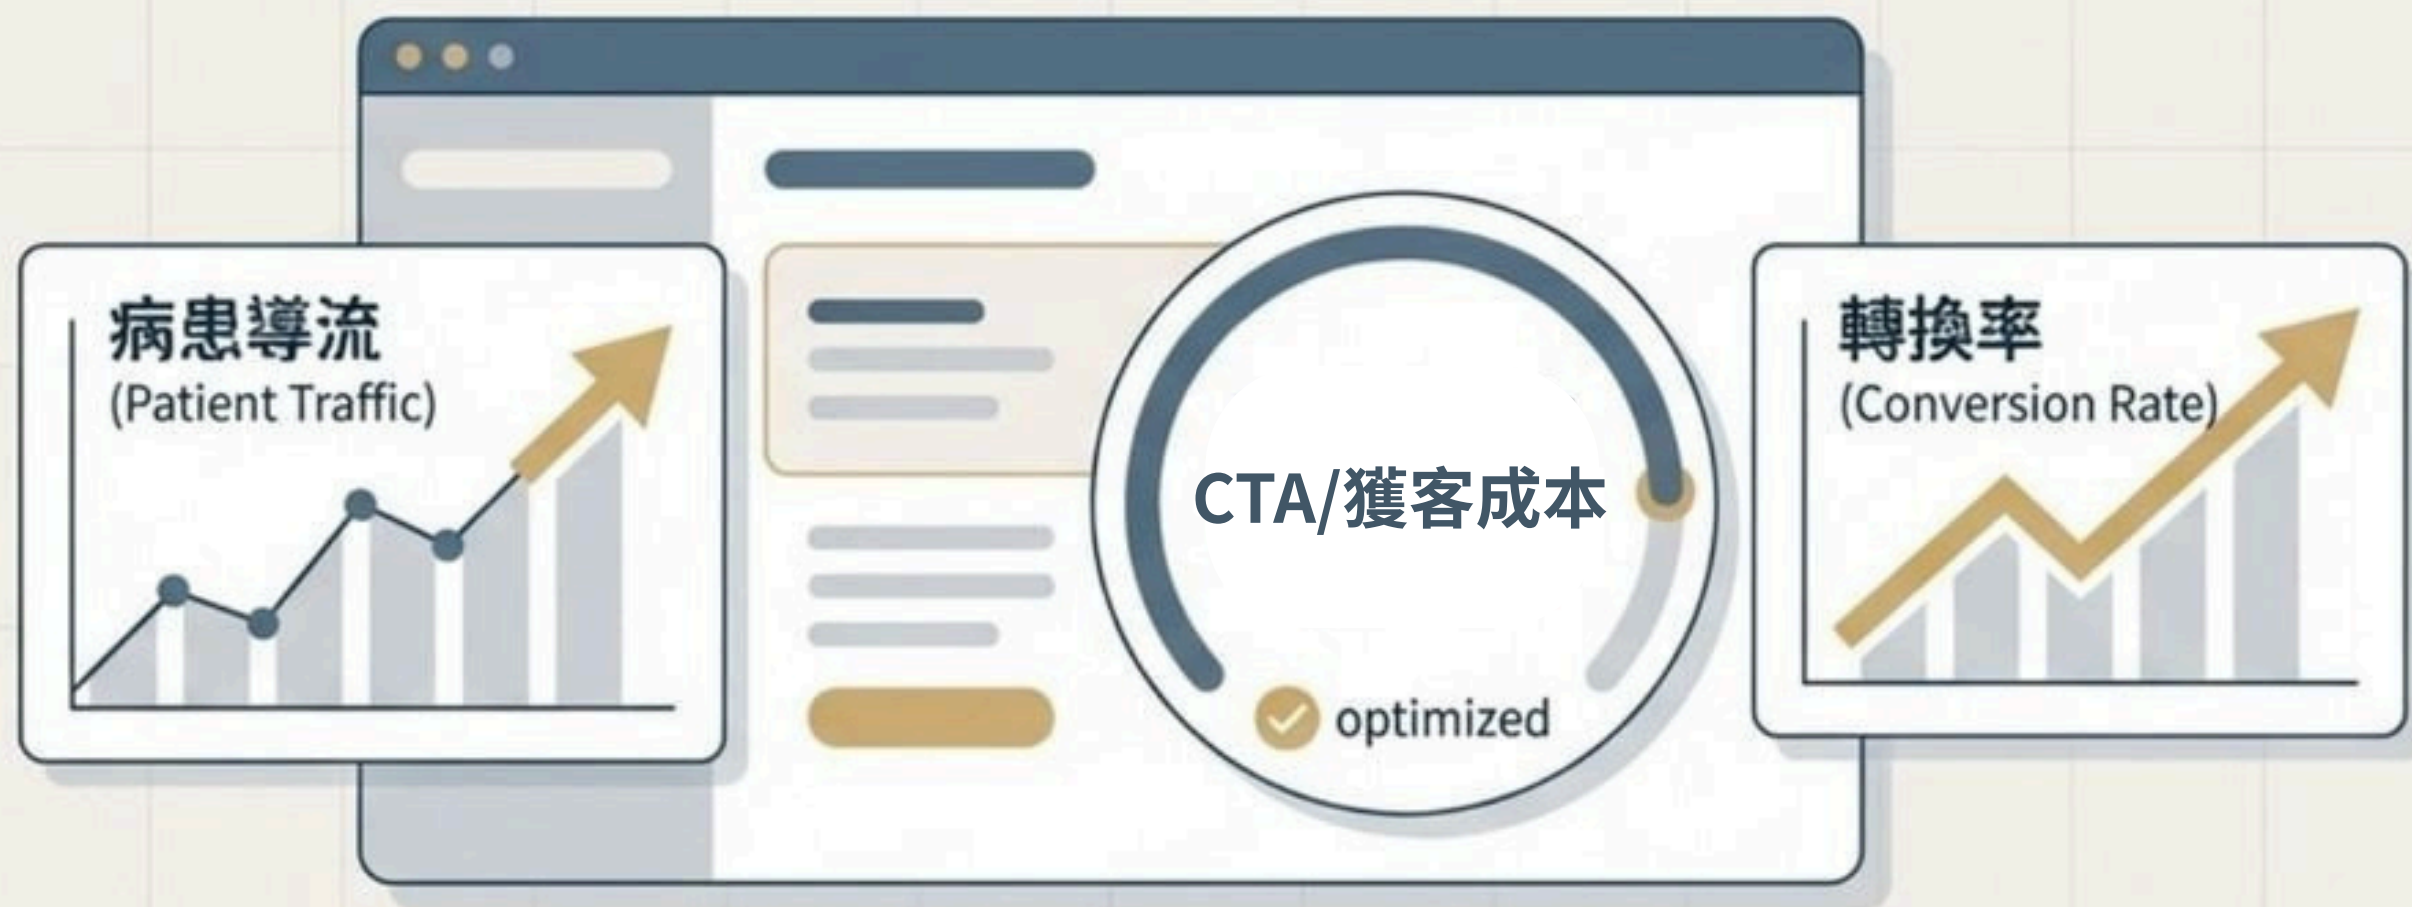 病患導流
(Patient Traffic)
CTA/獲客成本
optimized
轉換率
(Conversion Rate)